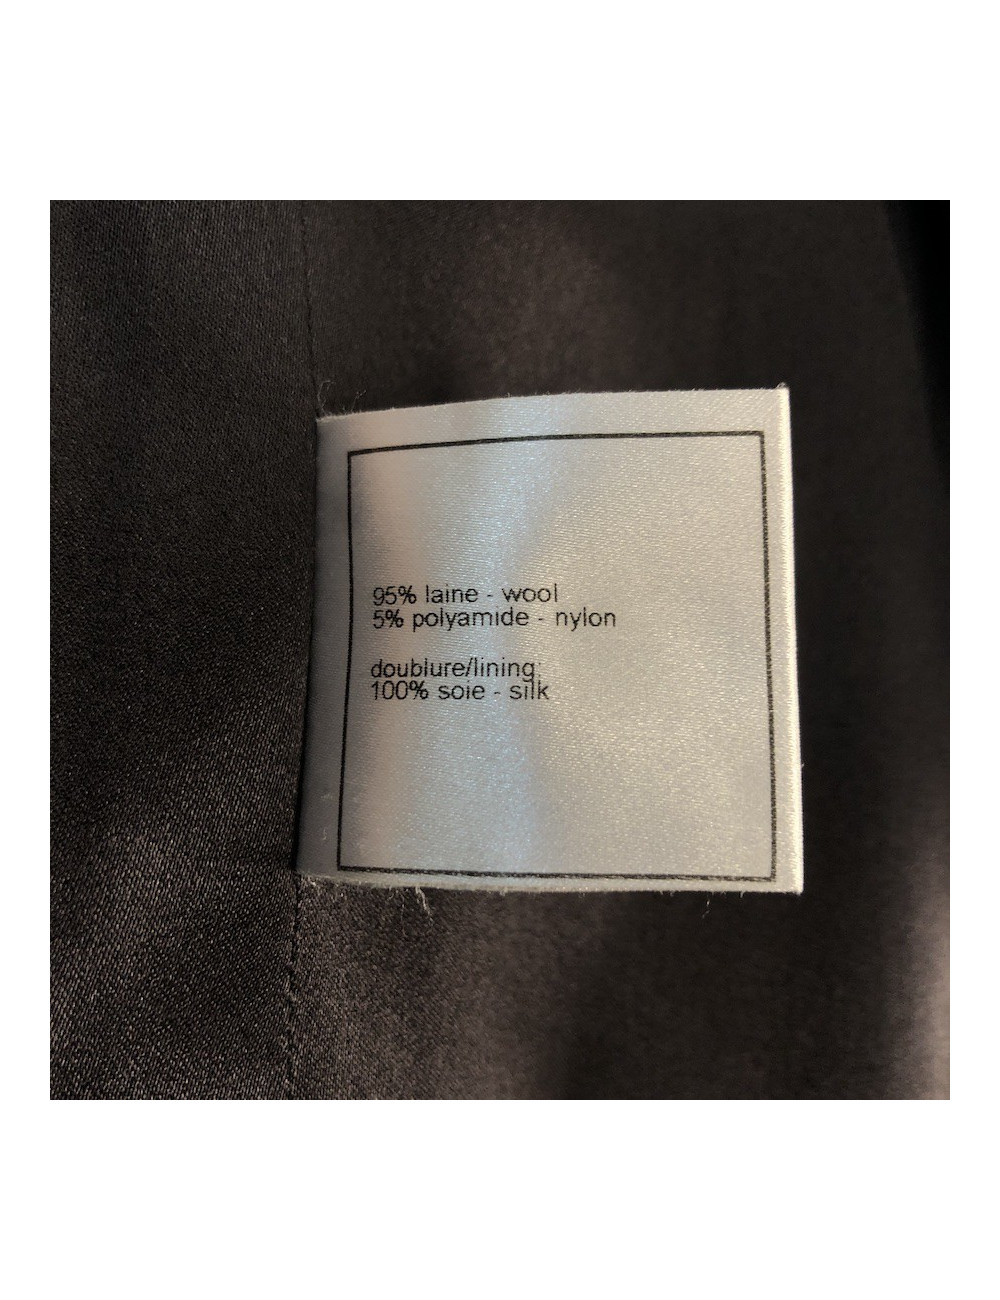 95% laine - wool
5% polyamide - nylon
doublure/lining:
100% soie - silk